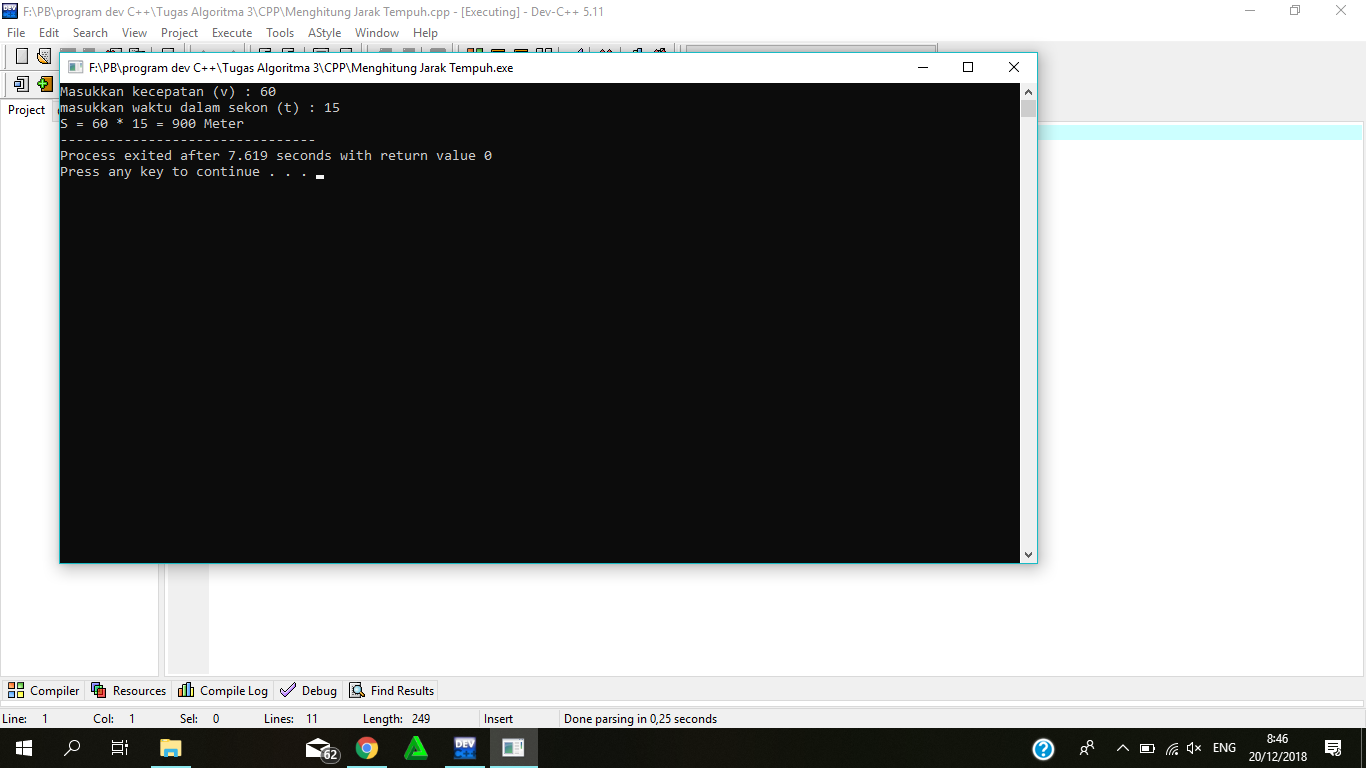 F:\PB\program dev C++\Tugas Algoritma 3\CPP\Menghitung Jarak Tempuh.cpp - [Executing] - Dev-C++ 5.11
File Edit Search View Project Execute Tools AStyle Window Help
F:\PB\program dev C++\Tugas Algoritma 3\CPP\Menghitung Jarak Tempuh.exe
Project
Masukkan kecepatan (v) : 60
masukkan waktu dalam sekon (t) : 15
S = 60 * 15 = 900 Meter
--------------------------------
Process exited after 7.619 seconds with return value 0
Press any key to continue . . .
Compiler Resources Compile Log Debug Find Results
Line: 1 Col: 1 Sel: 0 Lines: 11 Length: 249 Insert Done parsing in 0,25 seconds
62 DEV ENG 8:46
20/12/2018